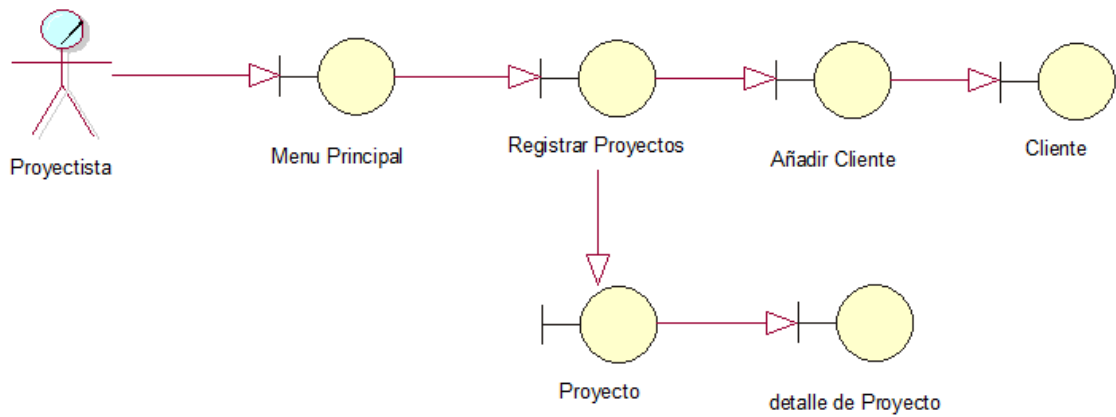 Proyectista
Menu Principal
Registrar Proyectos
Añadir Cliente
Cliente
Proyecto
detalle de Proyecto